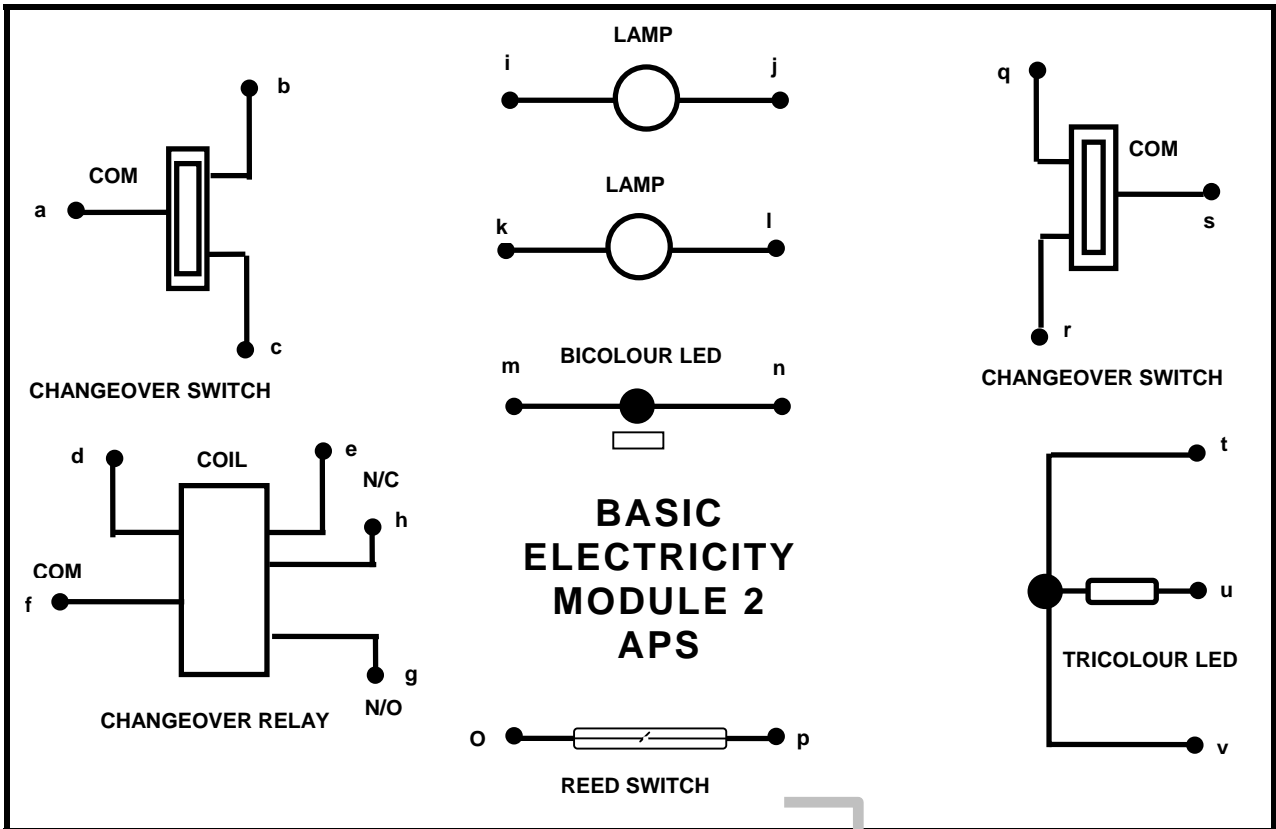 LAMP
i
j
b
q
COM
COM
a
LAMP
s
k
l
c
r
BICOLOUR LED
m
n
CHANGEOVER SWITCH
CHANGEOVER SWITCH
d
COIL
e
t
N/C
h
BASIC
ELECTRICITY
MODULE 2
APS
COM
f
u
g
TRICOLOUR LED
N/O
CHANGEOVER RELAY
O
p
v
REED SWITCH